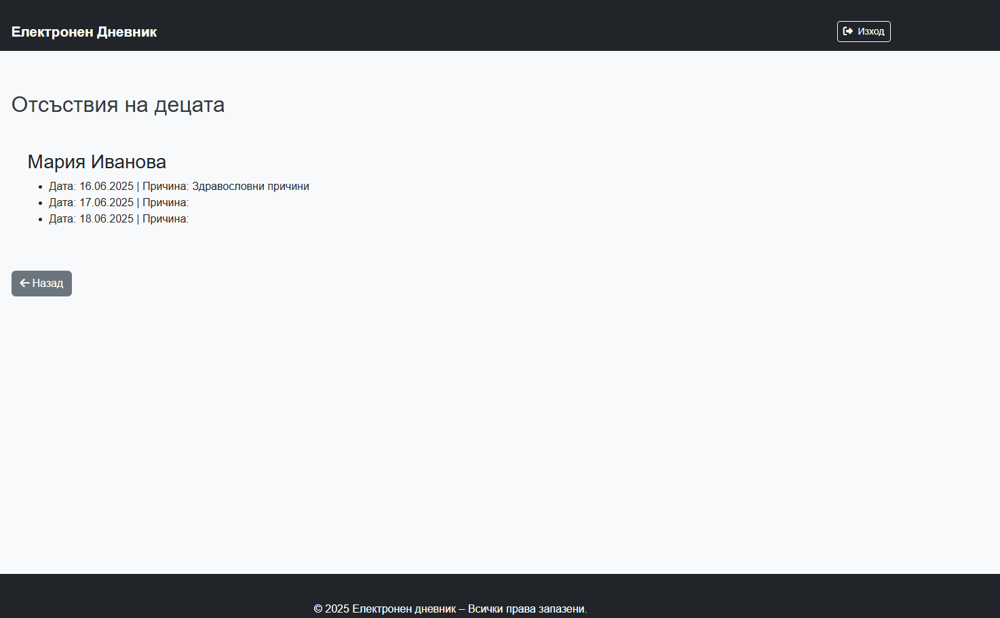 Електронен Дневник
Изход
Отсъствия на децата
Мария Иванова
Дата: 16.06.2025 | Причина: Здравословни причини
Дата: 17.06.2025 | Причина:
Дата: 18.06.2025 | Причина:
Назад
© 2025 Електронен дневник – Всички права запазени.